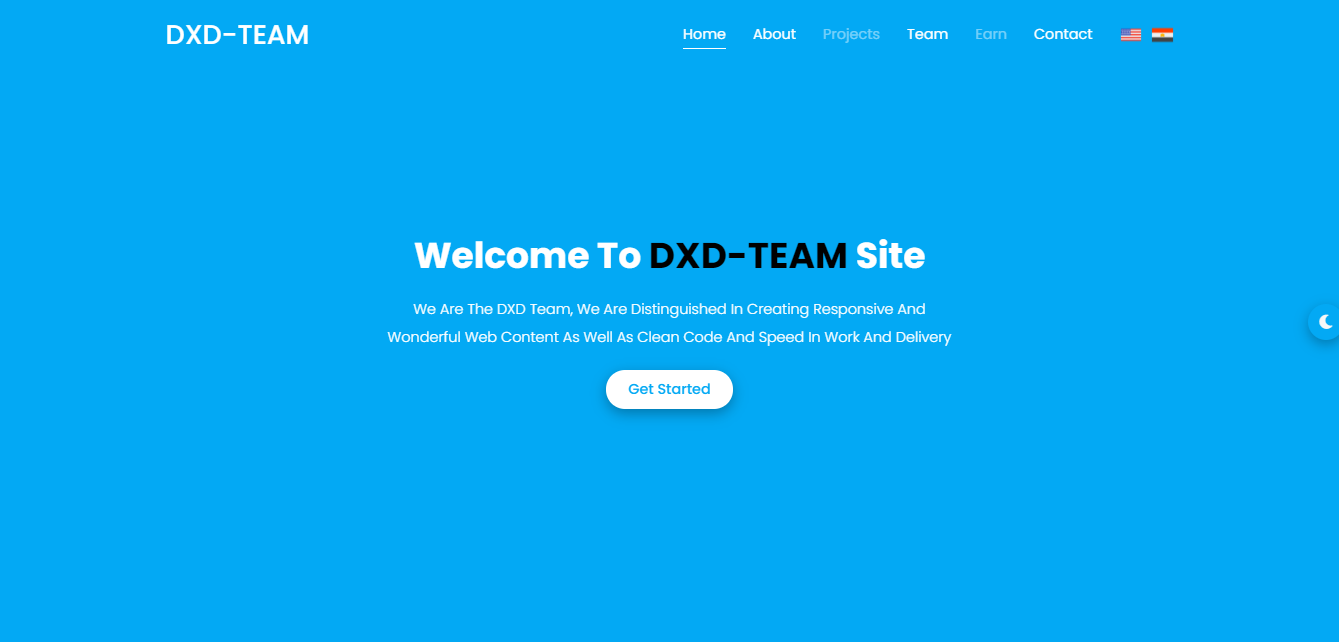 DXD-TEAM
Home About Projects Team Earn Contact
Welcome To DXD-TEAM Site
We Are The DXD Team, We Are Distinguished In Creating Responsive And
Wonderful Web Content As Well As Clean Code And Speed In Work And Delivery
Get Started